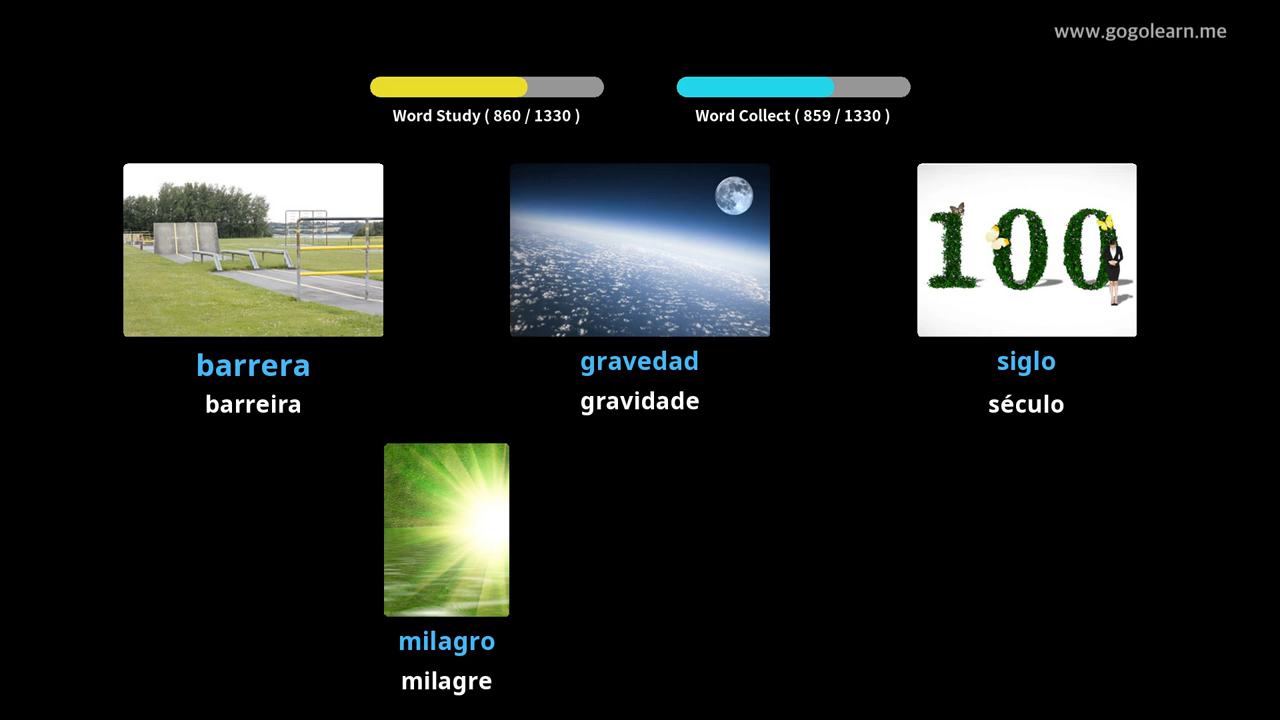 www.gogolearn.me
Word Study ( 860 / 1330 )
Word Collect ( 859 / 1330 )
100
barrera
barreira
gravedad
gravidade
siglo
século
milagro
milagre